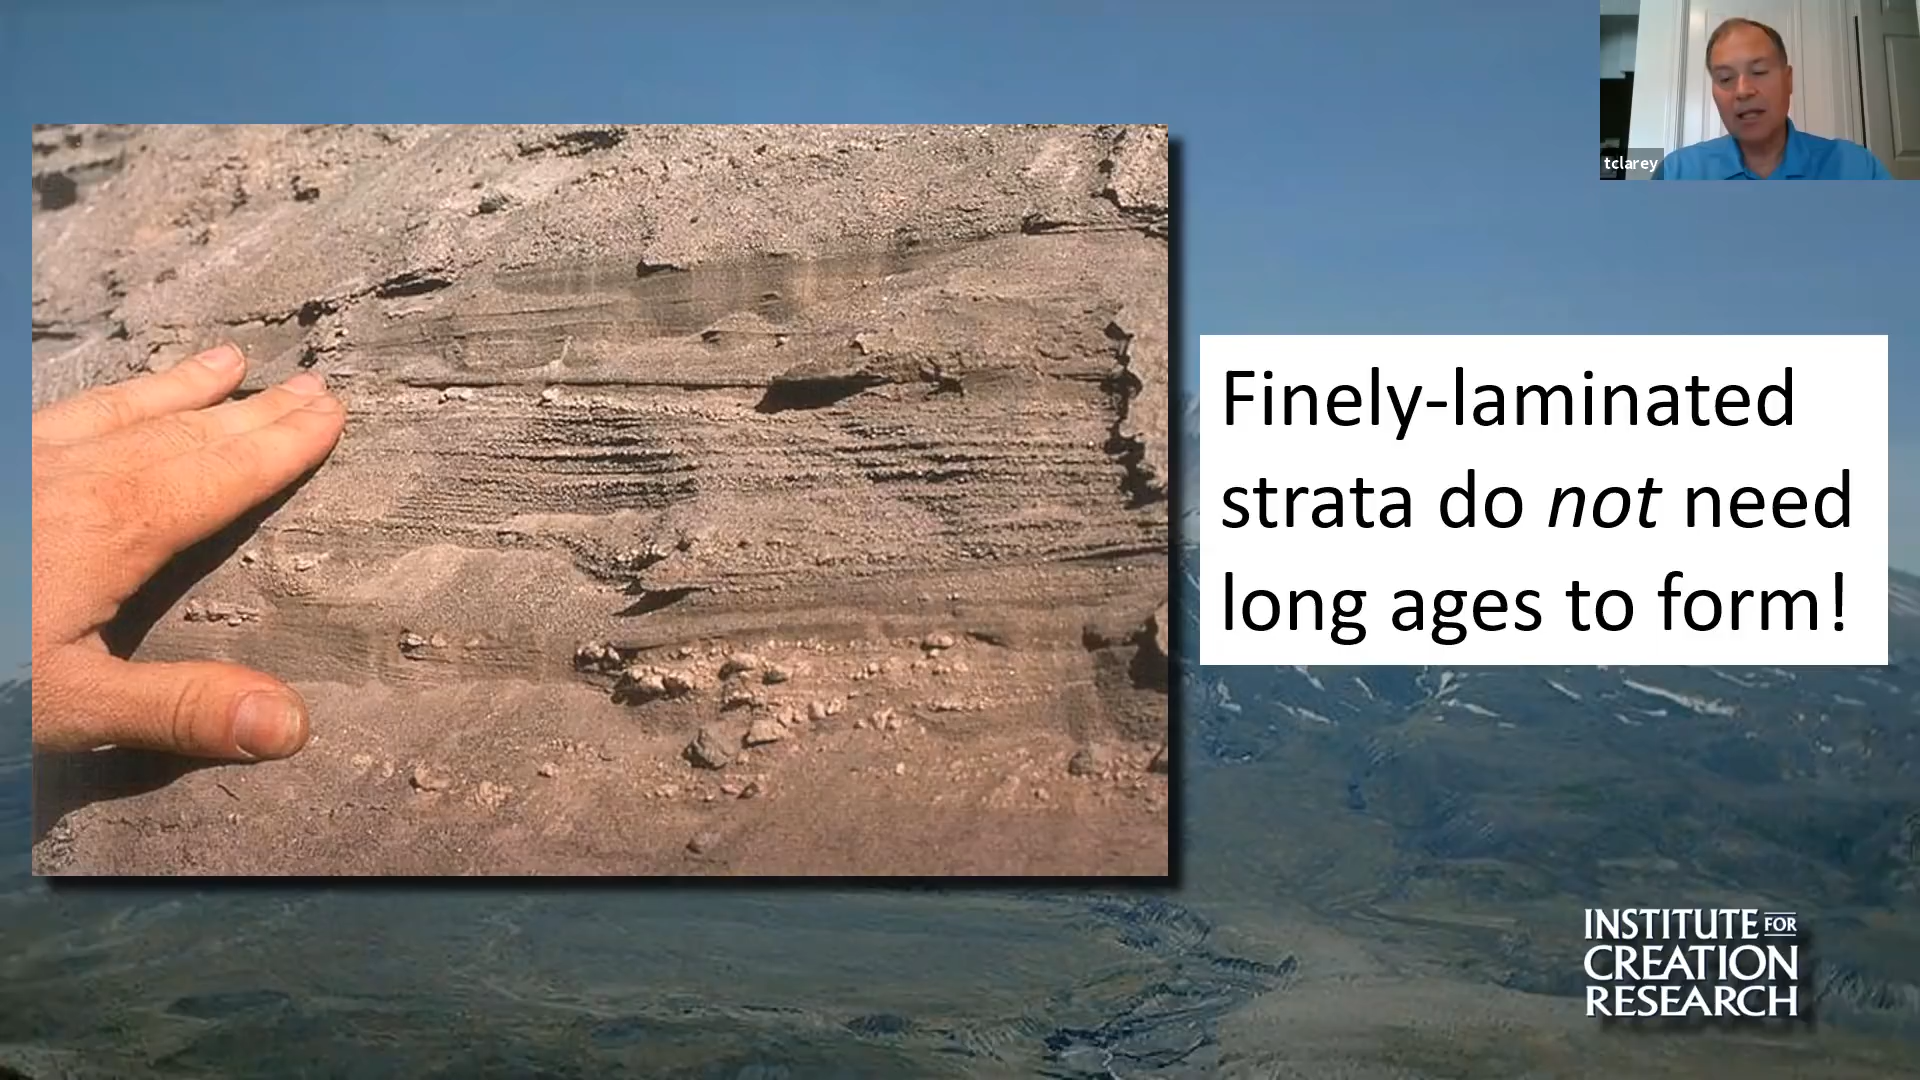 tclarey
Finely-laminated
strata do not need
long ages to form!
INSTITUTE FOR
CREATION
RESEARCH